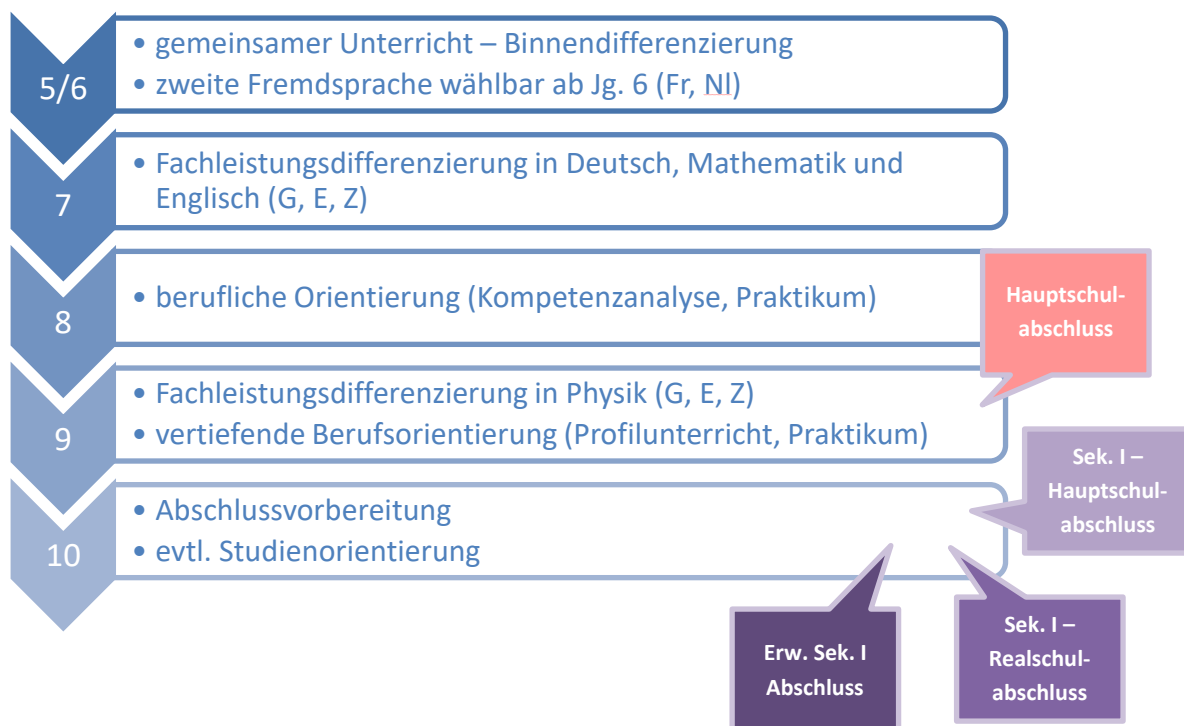 5/6
• gemeinsamer Unterricht – Binnendifferenzierung
• zweite Fremdsprache wählbar ab Jg. 6 (Fr, Nl)
7
• Fachleistungsdifferenzierung in Deutsch, Mathematik und
Englisch (G, E, Z)
8
• berufliche Orientierung (Kompetenzanalyse, Praktikum)
Hauptschul-
abschluss
9
• Fachleistungsdifferenzierung in Physik (G, E, Z)
• vertiefende Berufsorientierung (Profilunterricht, Praktikum)
Sek. I –
Hauptschul-
abschluss
10
• Abschlussvorbereitung
• evtl. Studienorientierung
Erw. Sek. I
Abschluss
Sek. I –
Realschul-
abschluss